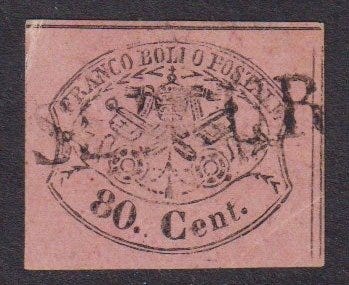 FRANCO BOLLO POSTALE
80. Cent.